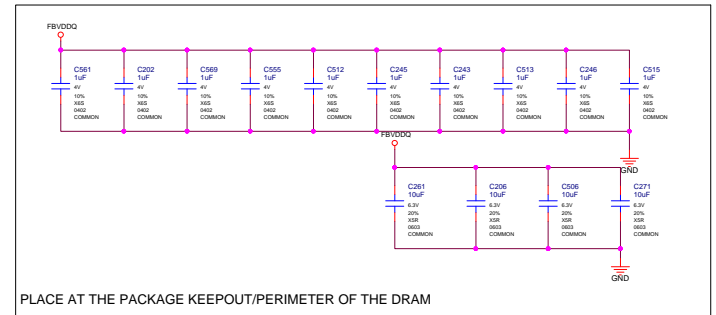 FBVDDQ
C561
1uF
4V
10%
X6S
0402
COMMON
C202
1uF
4V
10%
X6S
0402
COMMON
C569
1uF
4V
10%
X6S
0402
COMMON
C555
1uF
4V
10%
X6S
0402
COMMON
C512
1uF
4V
10%
X6S
0402
COMMON
C245
1uF
4V
10%
X6S
0402
COMMON
C243
1uF
4V
10%
X6S
0402
COMMON
C513
1uF
4V
10%
X6S
0402
COMMON
C246
1uF
4V
10%
X6S
0402
COMMON
C515
1uF
4V
10%
X6S
0402
COMMON
GND
FBVDDQ
C261
10uF
6.3V
20%
X5R
0603
COMMON
C206
10uF
6.3V
20%
X5R
0603
COMMON
C506
10uF
6.3V
20%
X5R
0603
COMMON
C271
10uF
6.3V
20%
X5R
0603
COMMON
GND
PLACE AT THE PACKAGE KEEPOUT/PERIMETER OF THE DRAM